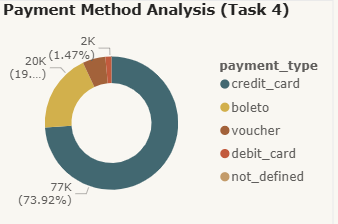 Payment Method Analysis (Task 4)
2K
(1.47%)
20K
(19.…)
77K
(73.92%)
payment_type
credit_card
boleto
voucher
debit_card
not_defined